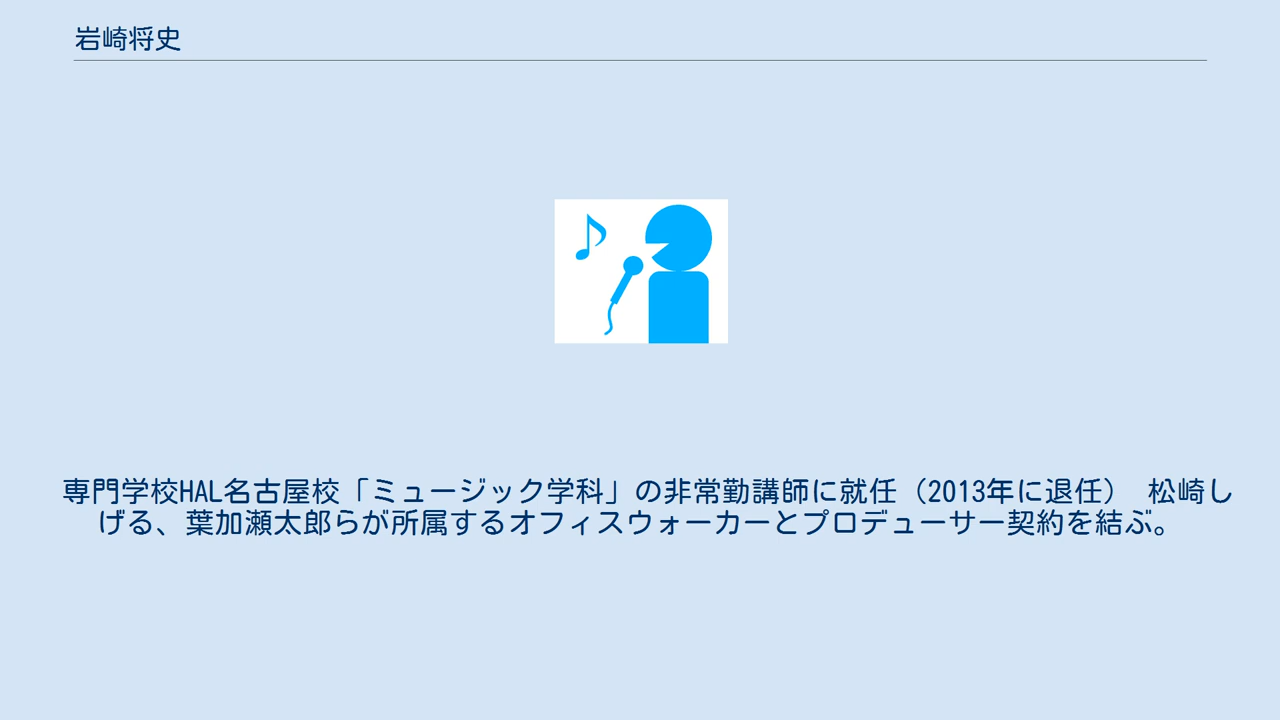 岩崎将史
専門学校HAL名古屋校「ミュージック学科」の非常勤講師に就任（2013年に退任） 松崎し
げる、葉加瀬太郎らが所属するオフィスウォーカーとプロデューサー契約を結ぶ。